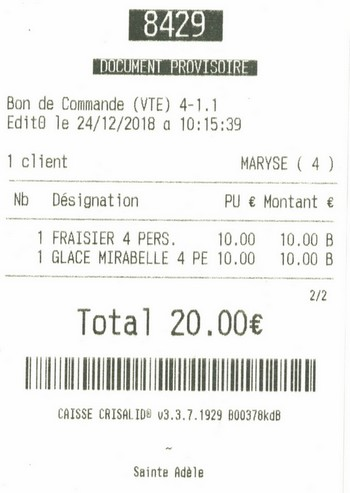 8429
DOCUMENT PROVISOIRE
Bon de Commande (VTE) 4-1.1
Edit0 le 24/12/2018 a 10:15:39
1 client MARYSE ( 4 )
Nb Désignation PU € Montant €
1 FRAISIER 4 PERS. 10.00 10.00 B
1 GLACE MIRABELLE 4 PE 10.00 10.00 B
2/2
Total 20.00€
CAISSE CRISALID® v3.3.7.1929 B00378kdB
~
Sainte Adèle